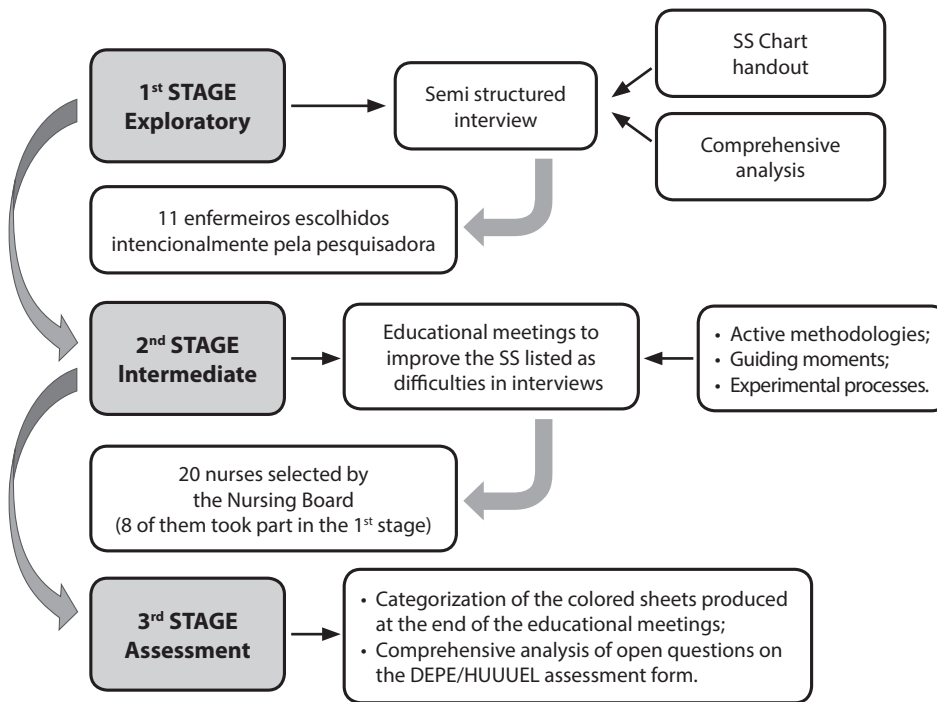 1st STAGE
Exploratory
Semi structured
interview
SS Chart
handout
Comprehensive
analysis
11 enfermeiros escolhidos
intencionalmente pela pesquisadora
2nd STAGE
Intermediate
Educational meetings to
improve the SS listed as
difficulties in interviews
• Active methodologies;
• Guiding moments;
• Experimental processes.
20 nurses selected by
the Nursing Board
(8 of them took part in the 1st stage)
3rd STAGE
Assessment
• Categorization of the colored sheets produced
at the end of the educational meetings;
• Comprehensive analysis of open questions on
the DEPE/HUUUEL assessment form.